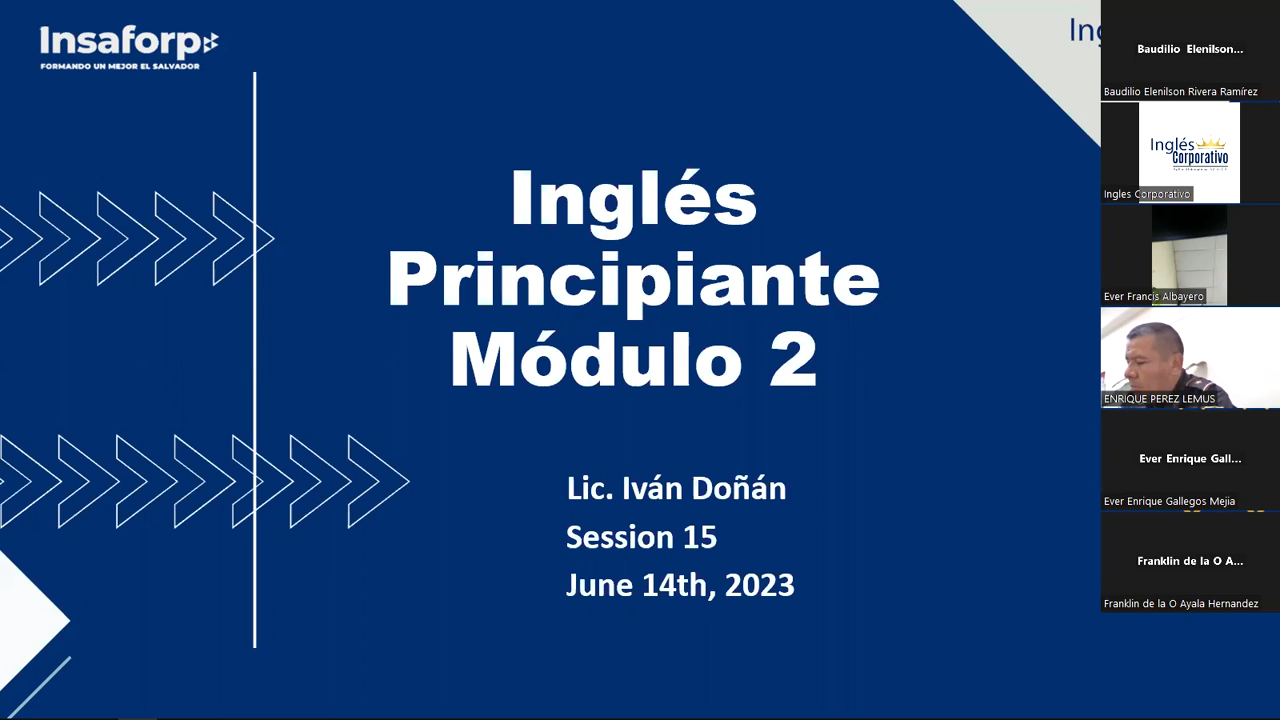 Insaforp
FORMANDO UN MEJOR EL SALVADOR
Inglés
Principiante
Módulo 2
Lic. Iván Doñán
Session 15
June 14th, 2023
Baudilio Elenilson...
Baudilio Elenilson Rivera Ramírez
Inglés
Corporativo
Ingles Corporativo
Ever Francis Albayero
ENRIQUE PEREZ LEMUS
Ever Enrique Gall...
Ever Enrique Gallegos Mejia
Franklin de la O A...
Franklin de la O Ayala Hernandez